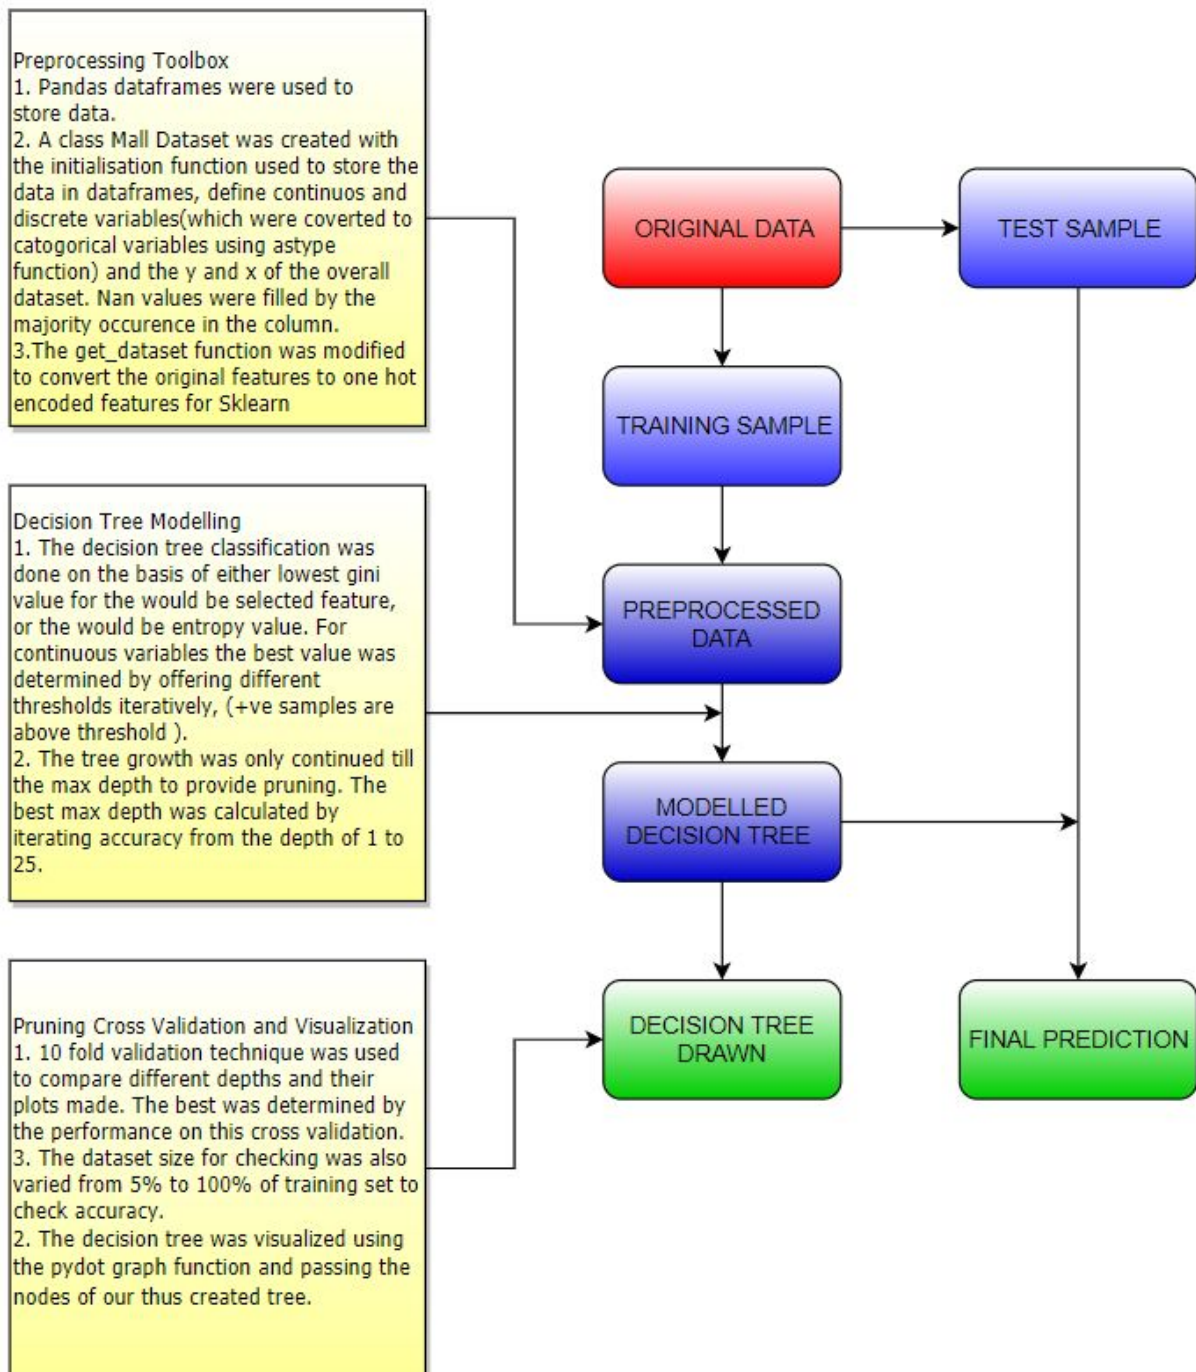 Preprocessing Toolbox
1. Pandas dataframes were used to
store data.
2. A class Mall Dataset was created with
the initialisation function used to store the
data in dataframes, define continuos and
discrete variables(which were coverted to
catogorical variables using astype
function) and the y and x of the overall
dataset. Nan values were filled by the
majority occurence in the column.
3.The get_dataset function was modified
to convert the original features to one hot
encoded features for Sklearn
Decision Tree Modelling
1. The decision tree classification was
done on the basis of either lowest gini
value for the would be selected feature,
or the would be entropy value. For
continuous variables the best value was
determined by offering different
thresholds iteratively, (+ve samples are
above threshold ).
2. The tree growth was only continued till
the max depth to provide pruning. The
best max depth was calculated by
iterating accuracy from the depth of 1 to
25.
Pruning Cross Validation and Visualization
1. 10 fold validation technique was used
to compare different depths and their
plots made. The best was determined by
the performance on this cross validation.
3. The dataset size for checking was also
varied from 5% to 100% of training set to
check accuracy.
2. The decision tree was visualized using
the pydot graph function and passing the
nodes of our thus created tree.
ORIGINAL DATA
TEST SAMPLE
TRAINING SAMPLE
PREPROCESSED
DATA
MODELLED
DECISION TREE
DECISION TREE
DRAWN
FINAL PREDICTION